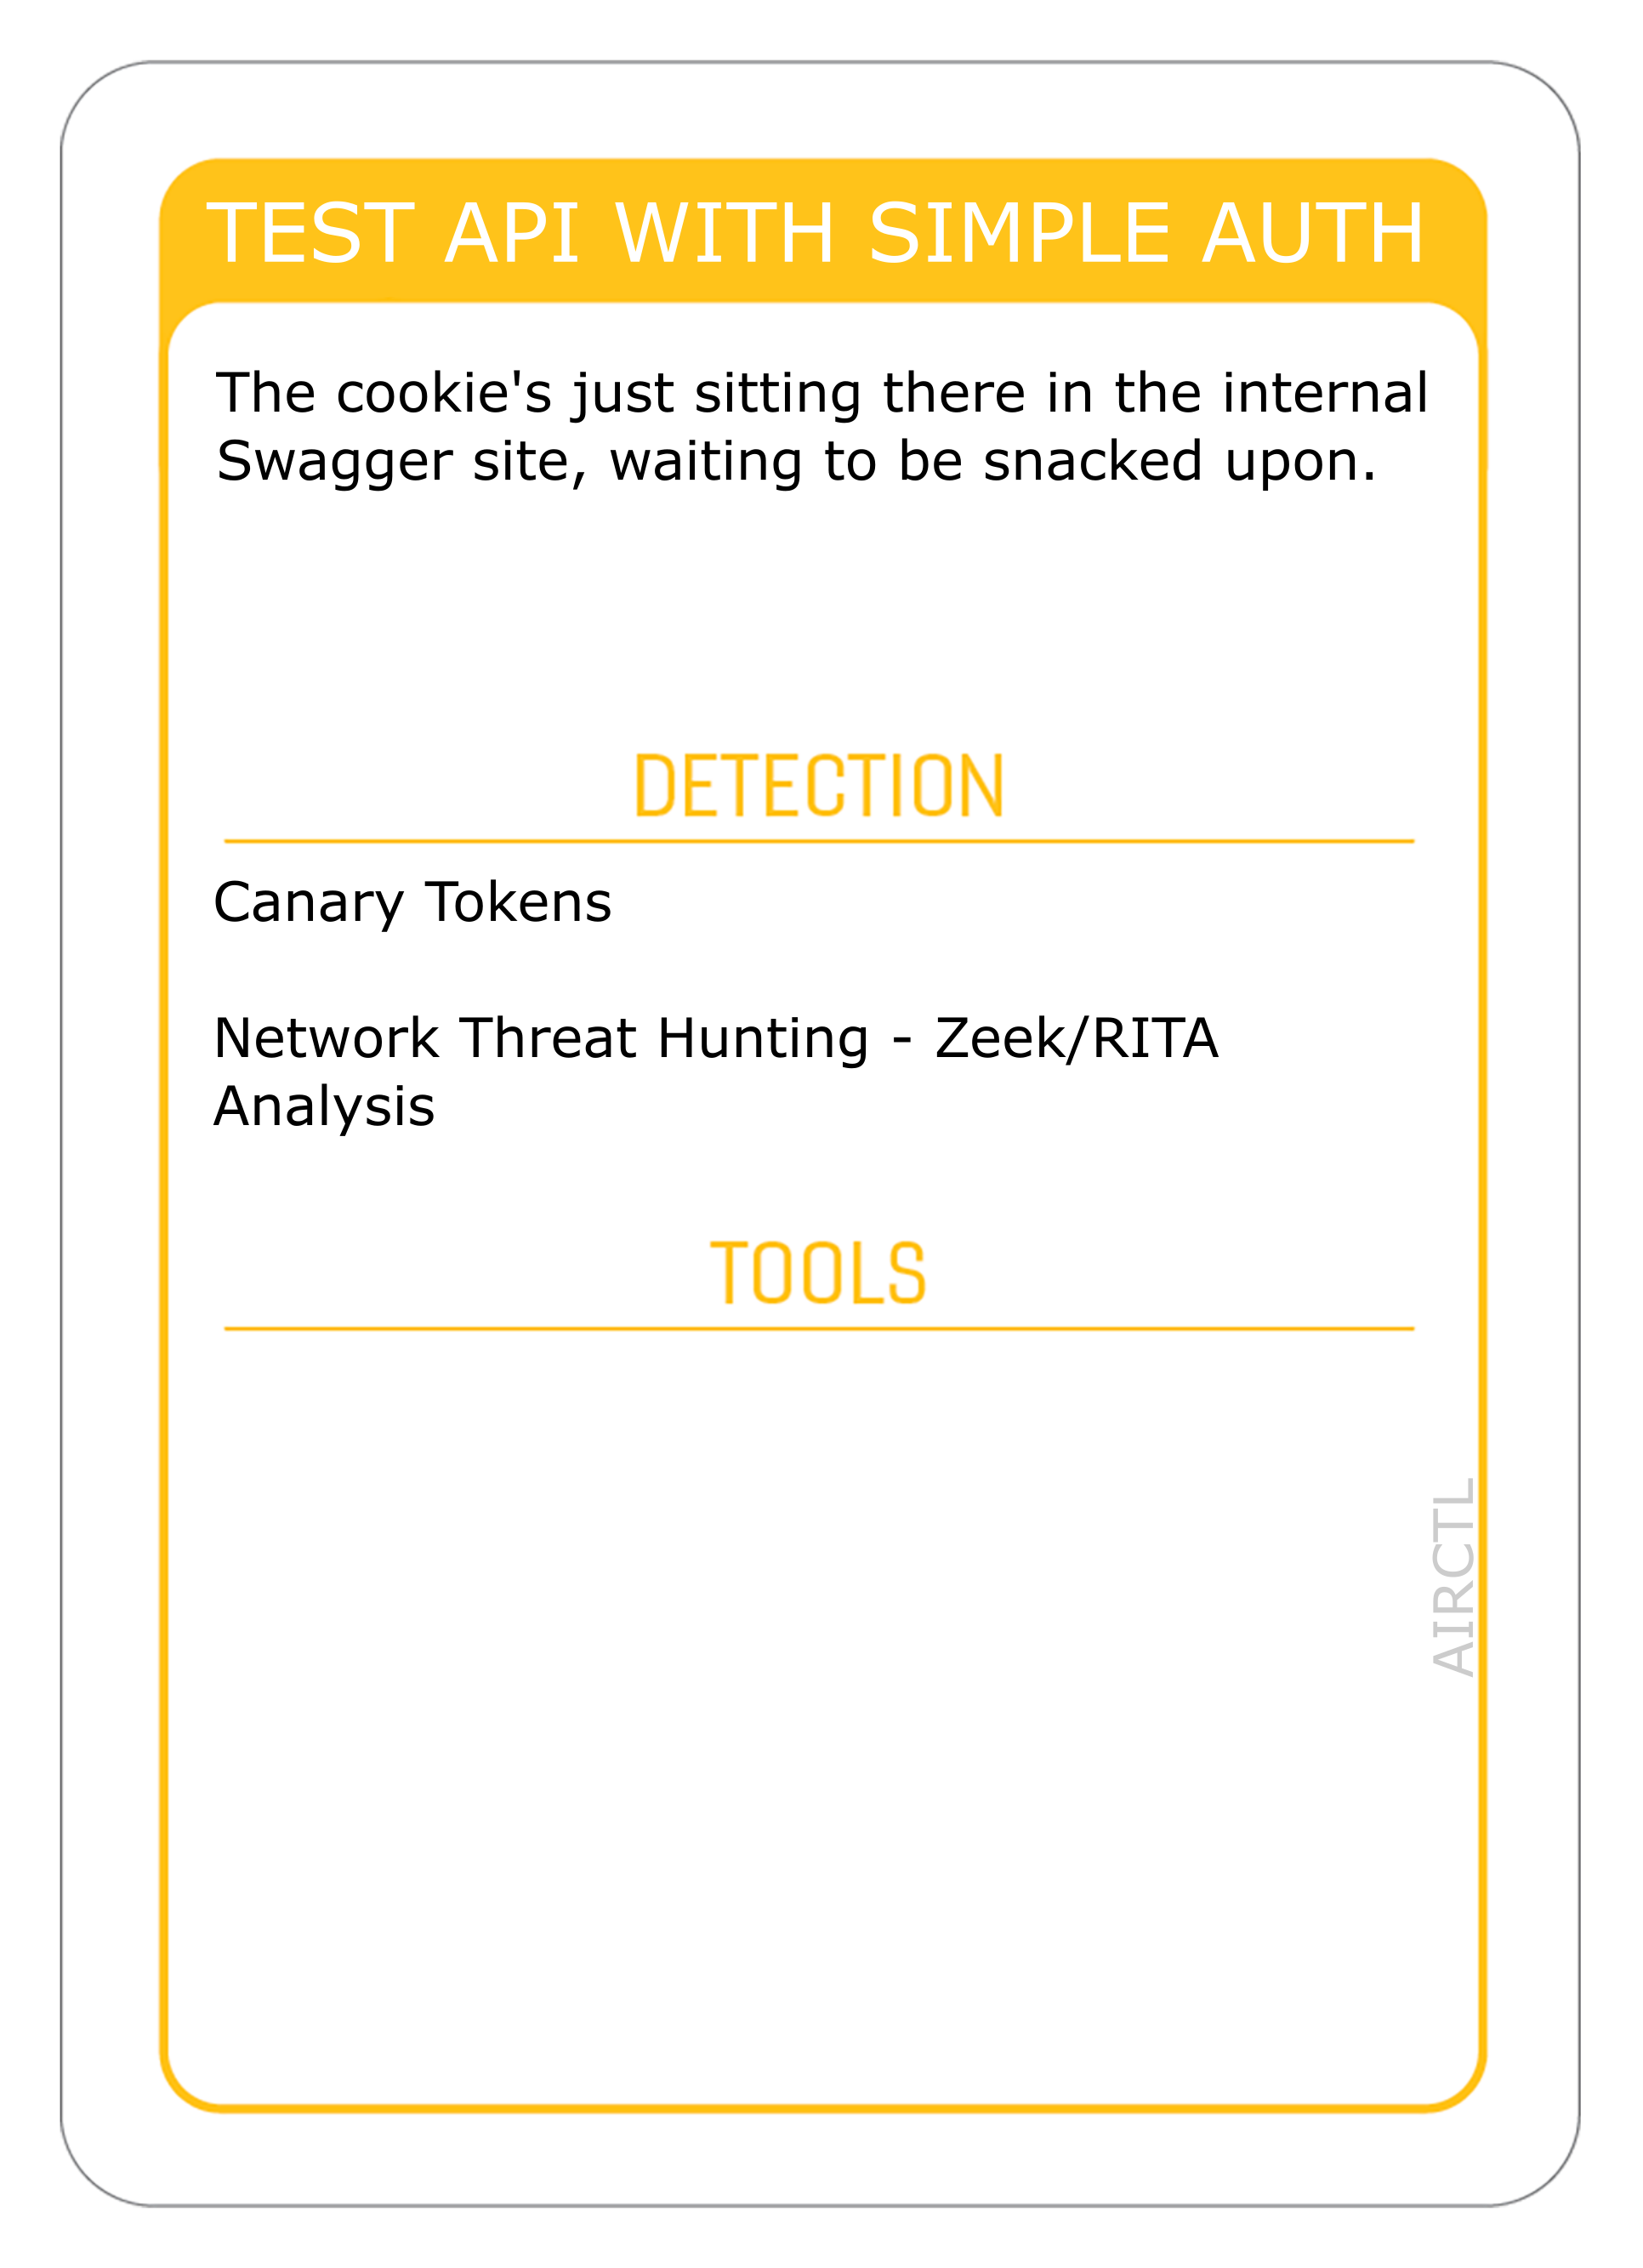 TEST API WITH SIMPLE AUTH
The cookie's just sitting there in the internal
Swagger site, waiting to be snacked upon.
DETECTION
Canary Tokens
Network Threat Hunting - Zeek/RITA
Analysis
TOOLS
AIRCTL